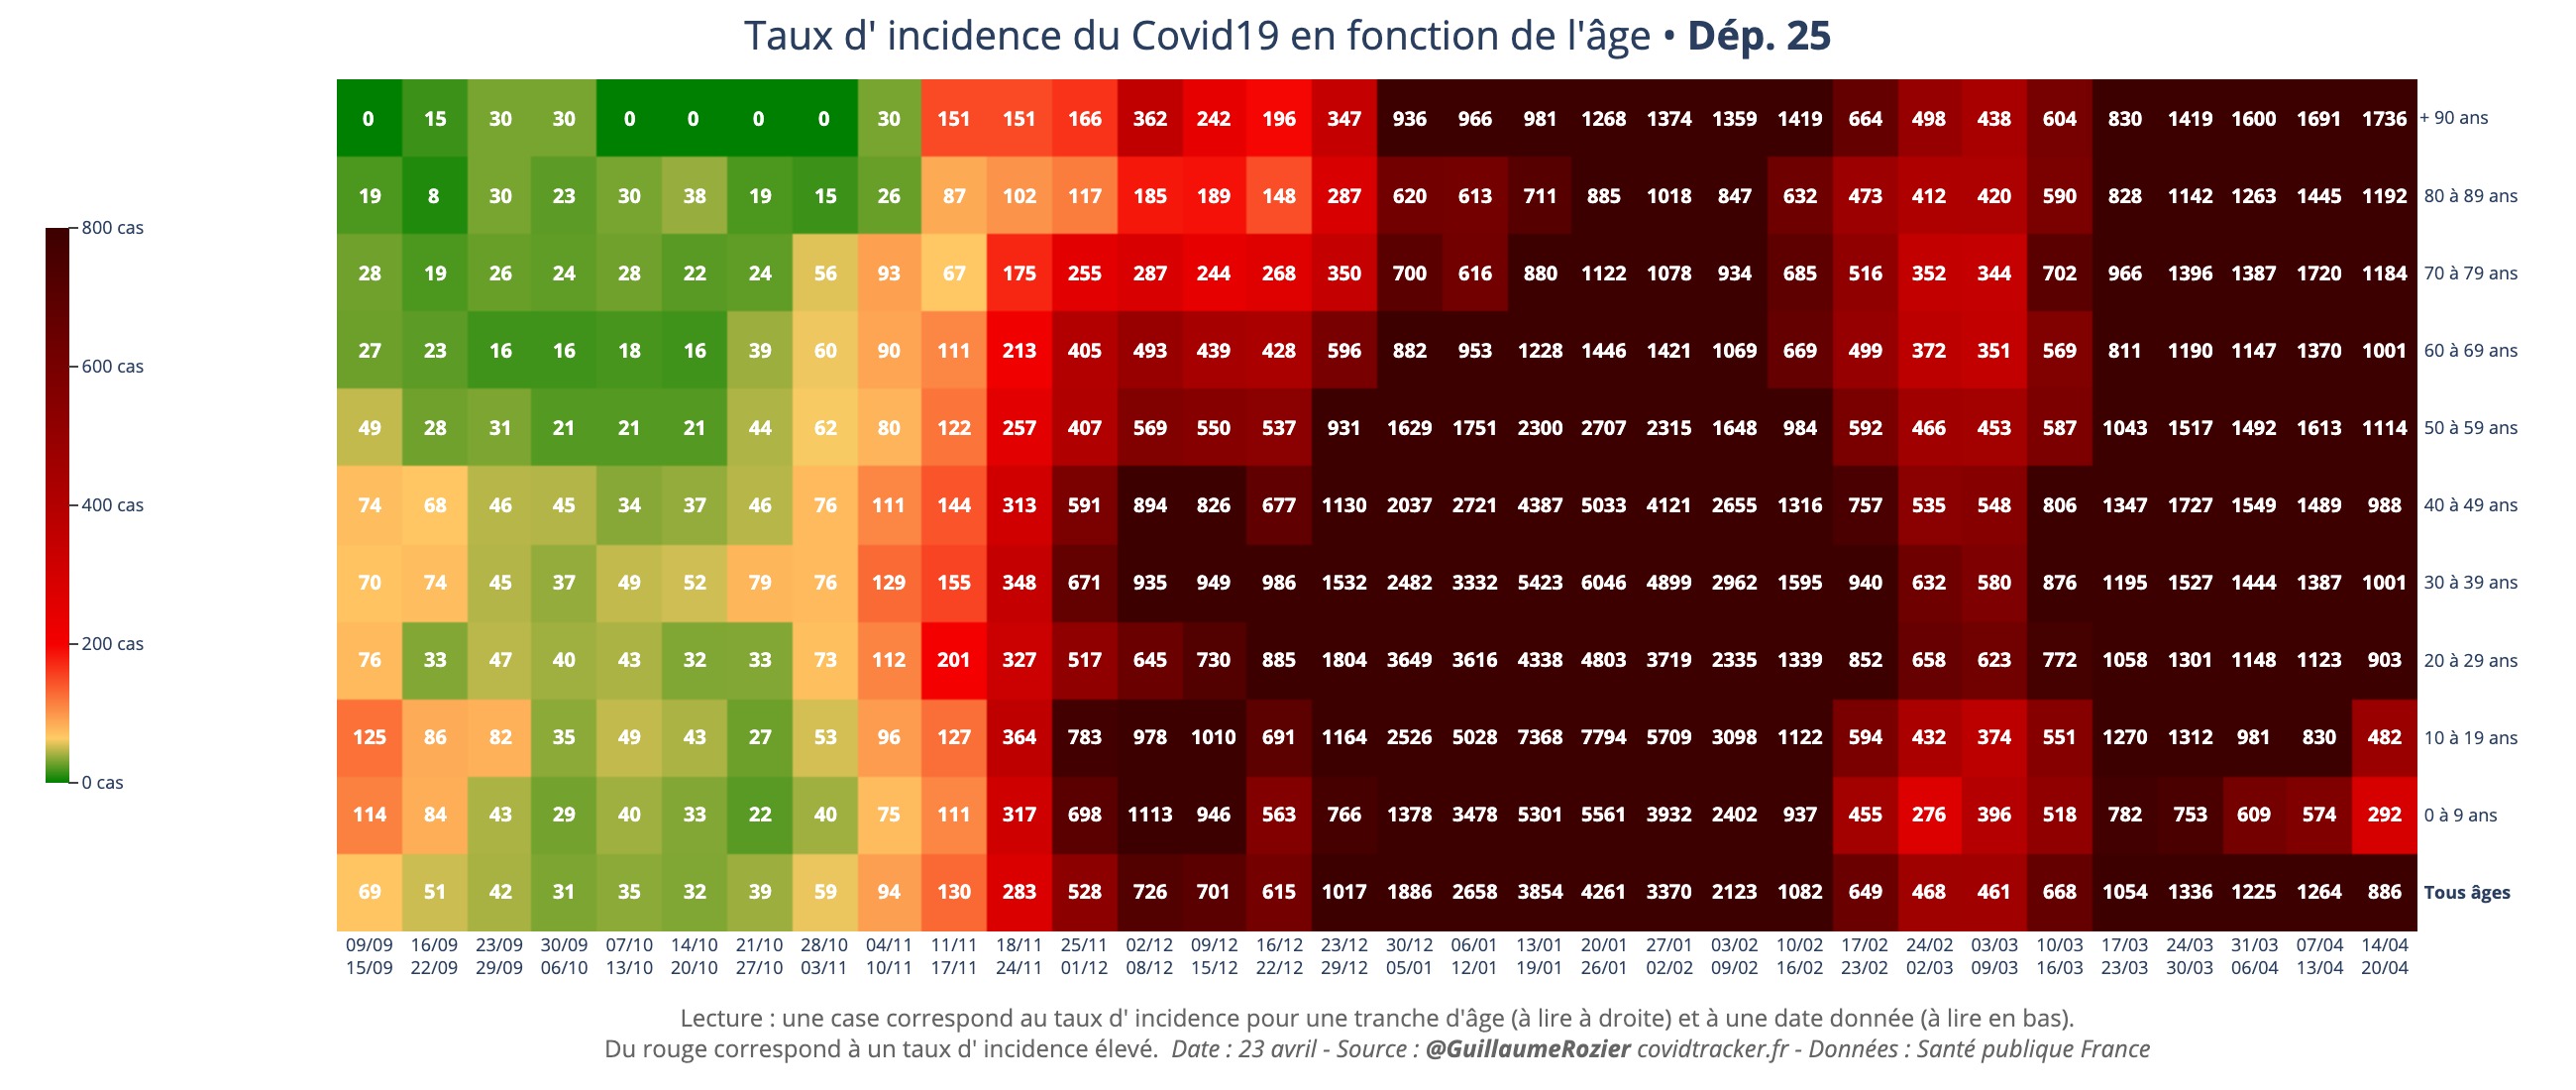 Taux d' incidence du Covid19 en fonction de l'âge • Dép. 25
800 cas
600 cas
400 cas
200 cas
0 cas
0 15 30 30 0 0 0 0 30 151 151 166 362 242 196 347 936 966 981 1268 1374 1359 1419 664 498 438 604 830 1419 1600 1691 1736 + 90 ans
19 8 30 23 30 38 19 15 26 87 102 117 185 189 148 287 620 613 711 885 1018 847 632 473 412 420 590 828 1142 1263 1445 1192 80 à 89 ans
28 19 26 24 28 22 24 56 93 67 175 255 287 244 268 350 700 616 880 1122 1078 934 685 516 352 344 702 966 1396 1387 1720 1184 70 à 79 ans
27 23 16 16 18 16 39 60 90 111 213 405 493 439 428 596 882 953 1228 1446 1421 1069 669 499 372 351 569 811 1190 1147 1370 1001 60 à 69 ans
49 28 31 21 21 21 44 62 80 122 257 407 569 550 537 931 1629 1751 2300 2707 2315 1648 984 592 466 453 587 1043 1517 1492 1613 1114 50 à 59 ans
74 68 46 45 34 37 46 76 111 144 313 591 894 826 677 1130 2037 2721 4387 5033 4121 2655 1316 757 535 548 806 1347 1727 1549 1489 988 40 à 49 ans
70 74 45 37 49 52 79 76 129 155 348 671 935 949 986 1532 2482 3332 5423 6046 4899 2962 1595 940 632 580 876 1195 1527 1444 1387 1001 30 à 39 ans
76 33 47 40 43 32 33 73 112 201 327 517 645 730 885 1804 3649 3616 4338 4803 3719 2335 1339 852 658 623 772 1058 1301 1148 1123 903 20 à 29 ans
125 86 82 35 49 43 27 53 96 127 364 783 978 1010 691 1164 2526 5028 7368 7794 5709 3098 1122 594 432 374 551 1270 1312 981 830 482 10 à 19 ans
114 84 43 29 40 33 22 40 75 111 317 698 1113 946 563 766 1378 3478 5301 5561 3932 2402 937 455 276 396 518 782 753 609 574 292 0 à 9 ans
69 51 42 31 35 32 39 59 94 130 283 528 726 701 615 1017 1886 2658 3854 4261 3370 2123 1082 649 468 461 668 1054 1336 1225 1264 886 Tous âges
09/09 16/09 23/09 30/09 07/10 14/10 21/10 28/10 04/11 11/11 18/11 25/11 02/12 09/12 16/12 23/12 30/12 06/01 13/01 20/01 27/01 03/02 10/02 17/02 24/02 03/03 10/03 17/03 24/03 31/03 07/04 14/04
15/09 22/09 29/09 06/10 13/10 20/10 27/10 03/11 10/11 17/11 24/11 01/12 08/12 15/12 22/12 29/12 05/01 12/01 19/01 26/01 02/02 09/02 16/02 23/02 02/03 09/03 16/03 23/03 30/03 06/04 13/04 20/04
Lecture : une case correspond au taux d' incidence pour une tranche d'âge (à lire à droite) et à une date donnée (à lire en bas).
Du rouge correspond à un taux d' incidence élevé. Date : 23 avril - Source : @GuillaumeRozier covidtracker.fr - Données : Santé publique France